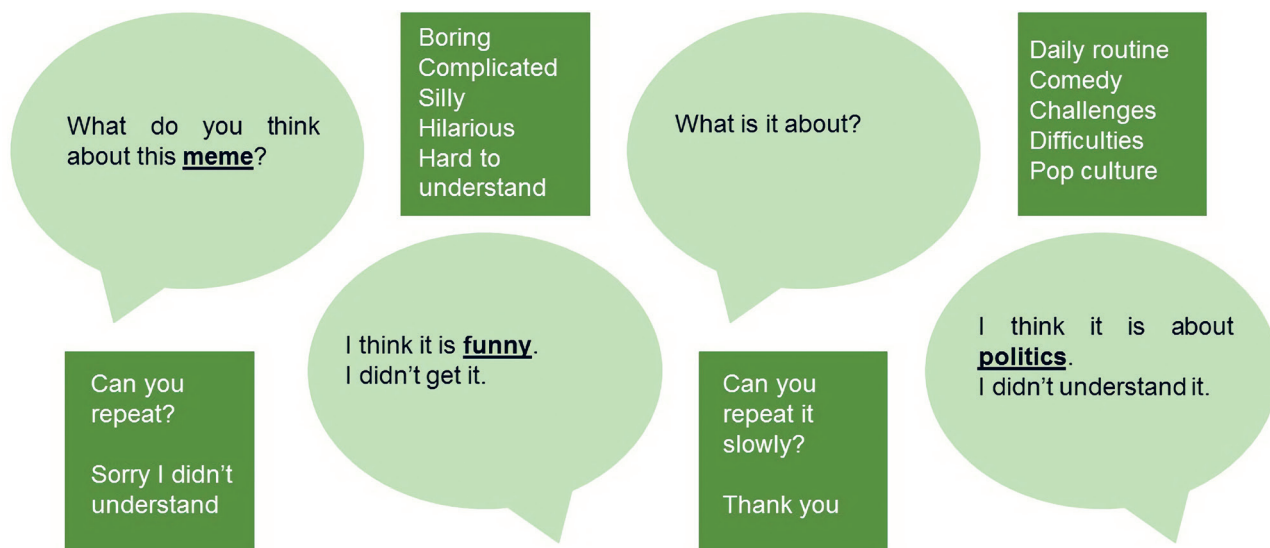 What do you think
about this meme?
Boring
Complicated
Silly
Hilarious
Hard to
understand
What is it about?
Daily routine
Comedy
Challenges
Difficulties
Pop culture
Can you
repeat?
Sorry I didn’t
understand
I think it is funny.
I didn’t get it.
Can you
repeat it
slowly?
Thank you
I think it is about
politics.
I didn’t understand it.